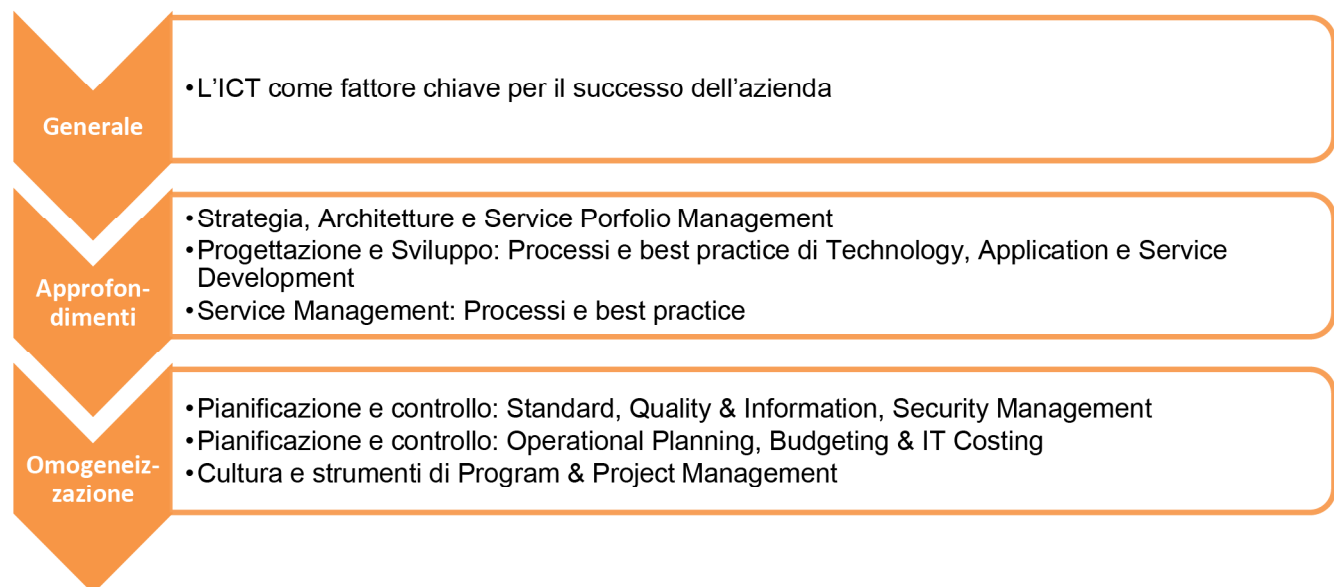 Generale
•L'ICT come fattore chiave per il successo dell'azienda
Approfon-
dimenti
•Strategia, Architetture e Service Porfolio Management
•Progettazione e Sviluppo: Processi e best practice di Technology, Application e Service
Development
•Service Management: Processi e best practice
Omogeneiz-
zazione
•Pianificazione e controllo: Standard, Quality & Information, Security Management
•Pianificazione e controllo: Operational Planning, Budgeting & IT Costing
•Cultura e strumenti di Program & Project Management